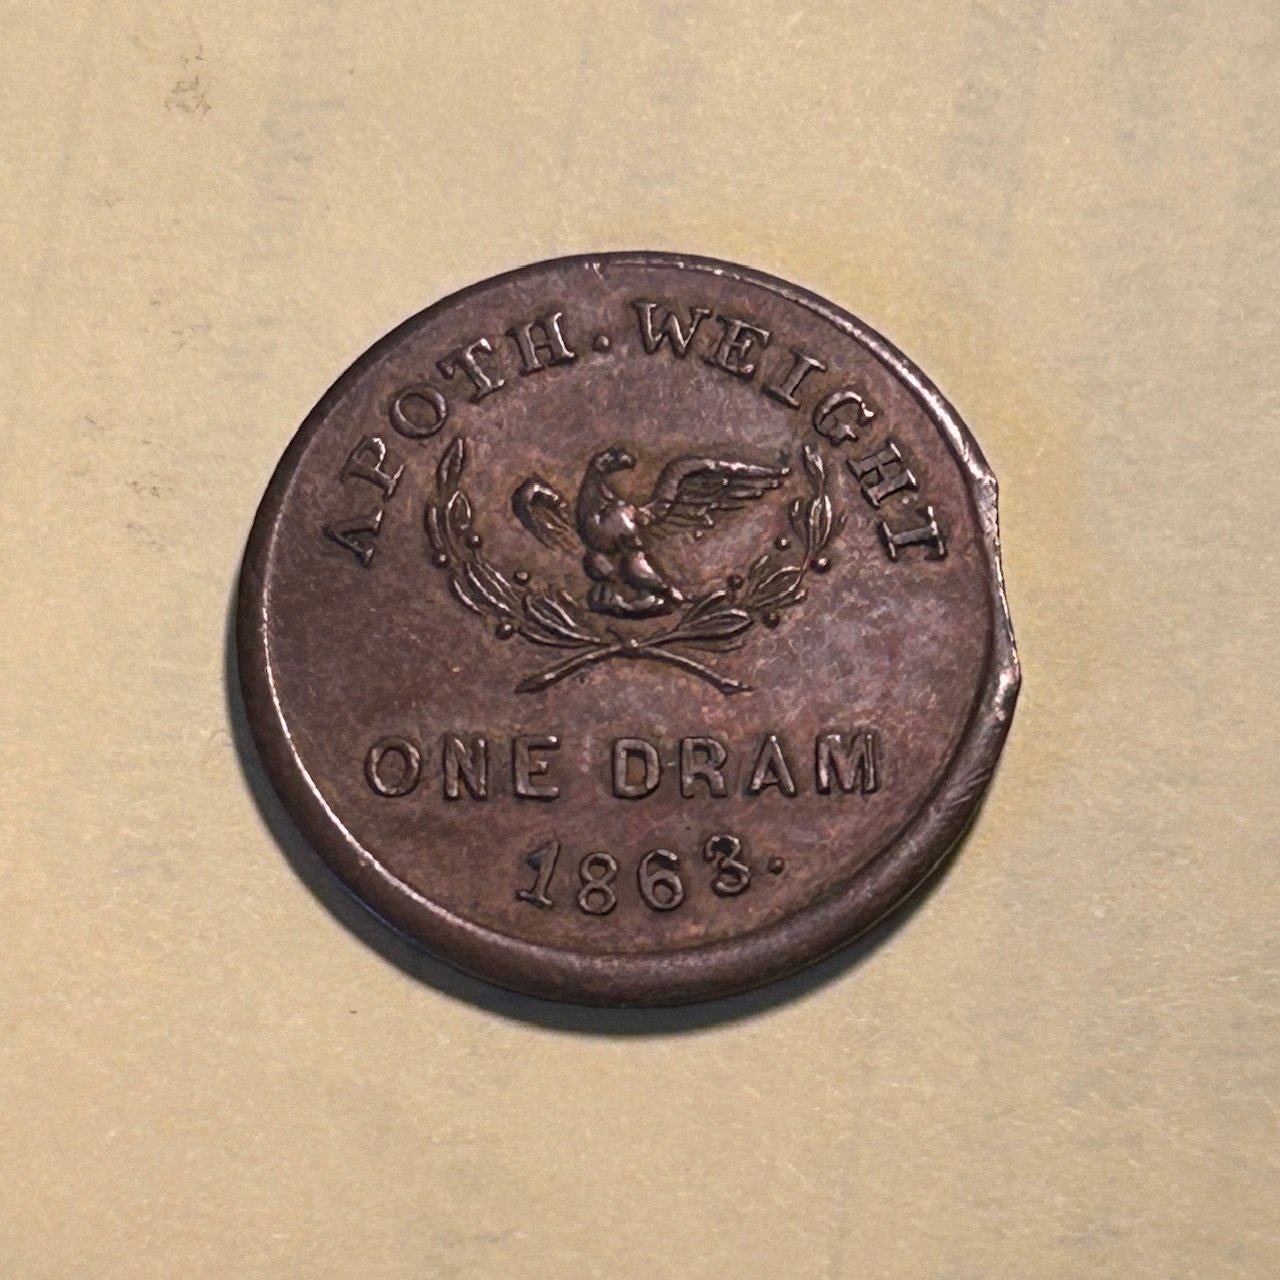 APOTH. WEIGHT
ONE DRAM
1863.